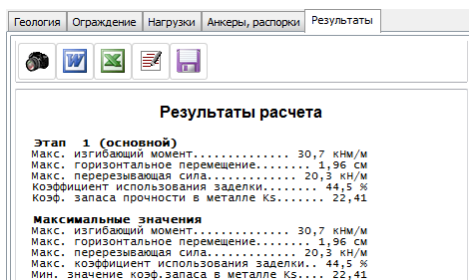 Геология Ограждение Нагрузки Анкеры, распорки Результаты
Результаты расчета
Этап 1 (основной)
Макс. изгибающий момент.............. 30,7 кНм/м
Макс. горизонтальное перемещение........ 1,96 см
Макс. перерезывающая сила............. 20,3 кН/м
Коэффициент использования заделки........ 44,5 %
Коэф. запаса прочности в металле Ks...... 22,41
Максимальные значения
Макс. изгибающий момент.............. 30,7 кНм/м
Макс. горизонтальное перемещение........ 1,96 см
Макс. перерезывающая сила............. 20,3 кН/м
Макс. коэффициент использования заделки.. 44,5 %
Мин. значение коэф.запаса в металле Ks.... 22,41